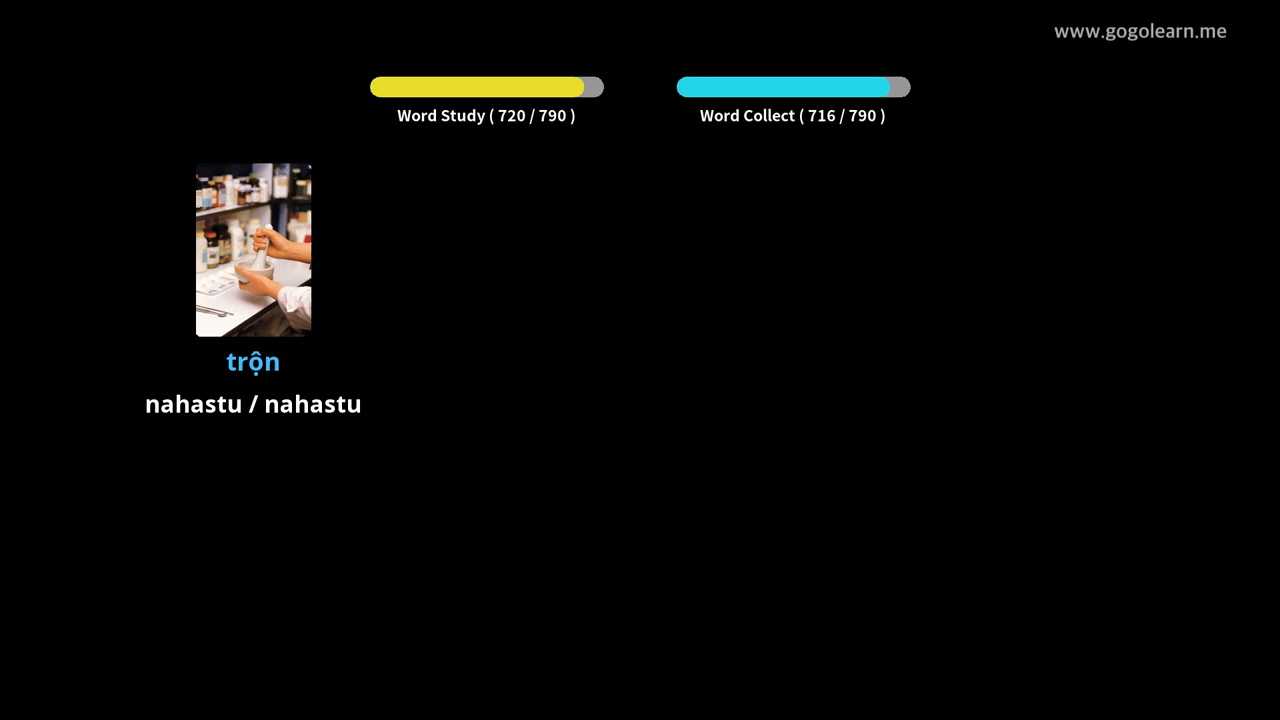 www.gogolearn.me
Word Study ( 720 / 790 )
Word Collect ( 716 / 790 )
trộn
nahastu / nahastu